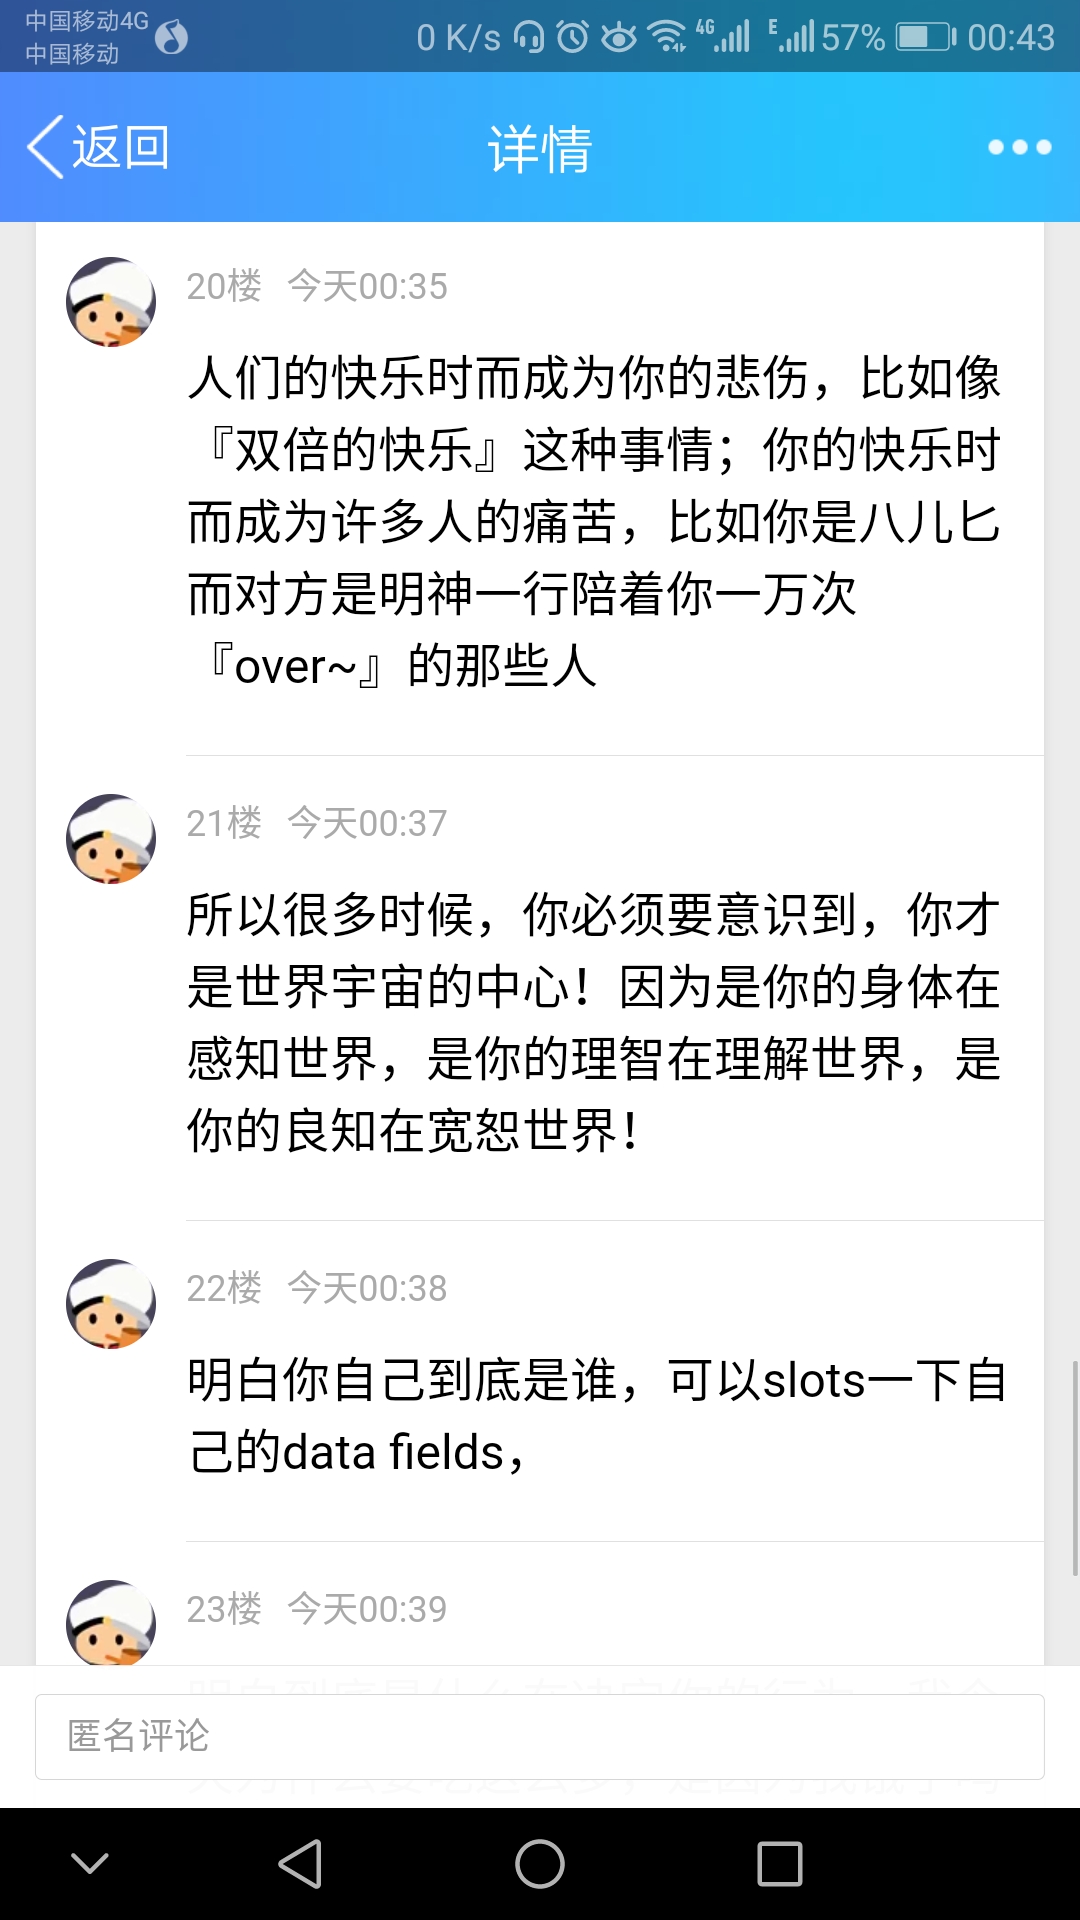 中国移动4G
中国移动
0 K/s 4G E 57% 00:43
返回 详情
20楼 今天00:35
人们的快乐时而成为你的悲伤，比如像
『双倍的快乐』这种事情；你的快乐时
而成为许多人的痛苦，比如你是八儿匕
而对方是明神一行陪着你一万次
『over~』的那些人
21楼 今天00:37
所以很多时候，你必须要意识到，你才
是世界宇宙的中心！因为是你的身体在
感知世界，是你的理智在理解世界，是
你的良知在宽恕世界！
22楼 今天00:38
明白你自己到底是谁，可以slots一下自
己的data fields，
23楼 今天00:39
匿名评论